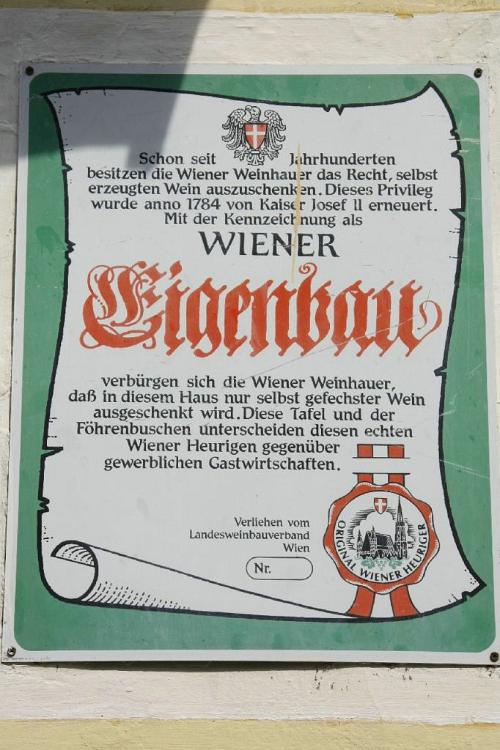 Schon seit Jahrhunderten
besitzen die Wiener Weinhauer das Recht, selbst
erzeugten Wein auszuschenken. Dieses Privileg
wurde anno 1784 von Kaiser Josef ll erneuert.
Mit der Kennzeichnung als
WIENER
Eigenbau
verbürgen sich die Wiener Weinhauer,
daß in diesem Haus nur selbst gefechster Wein
ausgeschenkt wird. Diese Tafel und der
Föhrenbuschen unterscheiden diesen echten
Wiener Heurigen gegenüber
gewerblichen Gastwirtschaften.
Verliehen vom
Landesweinbauverband
Wien
Nr.
ORIGINAL WIENER HEURIGER